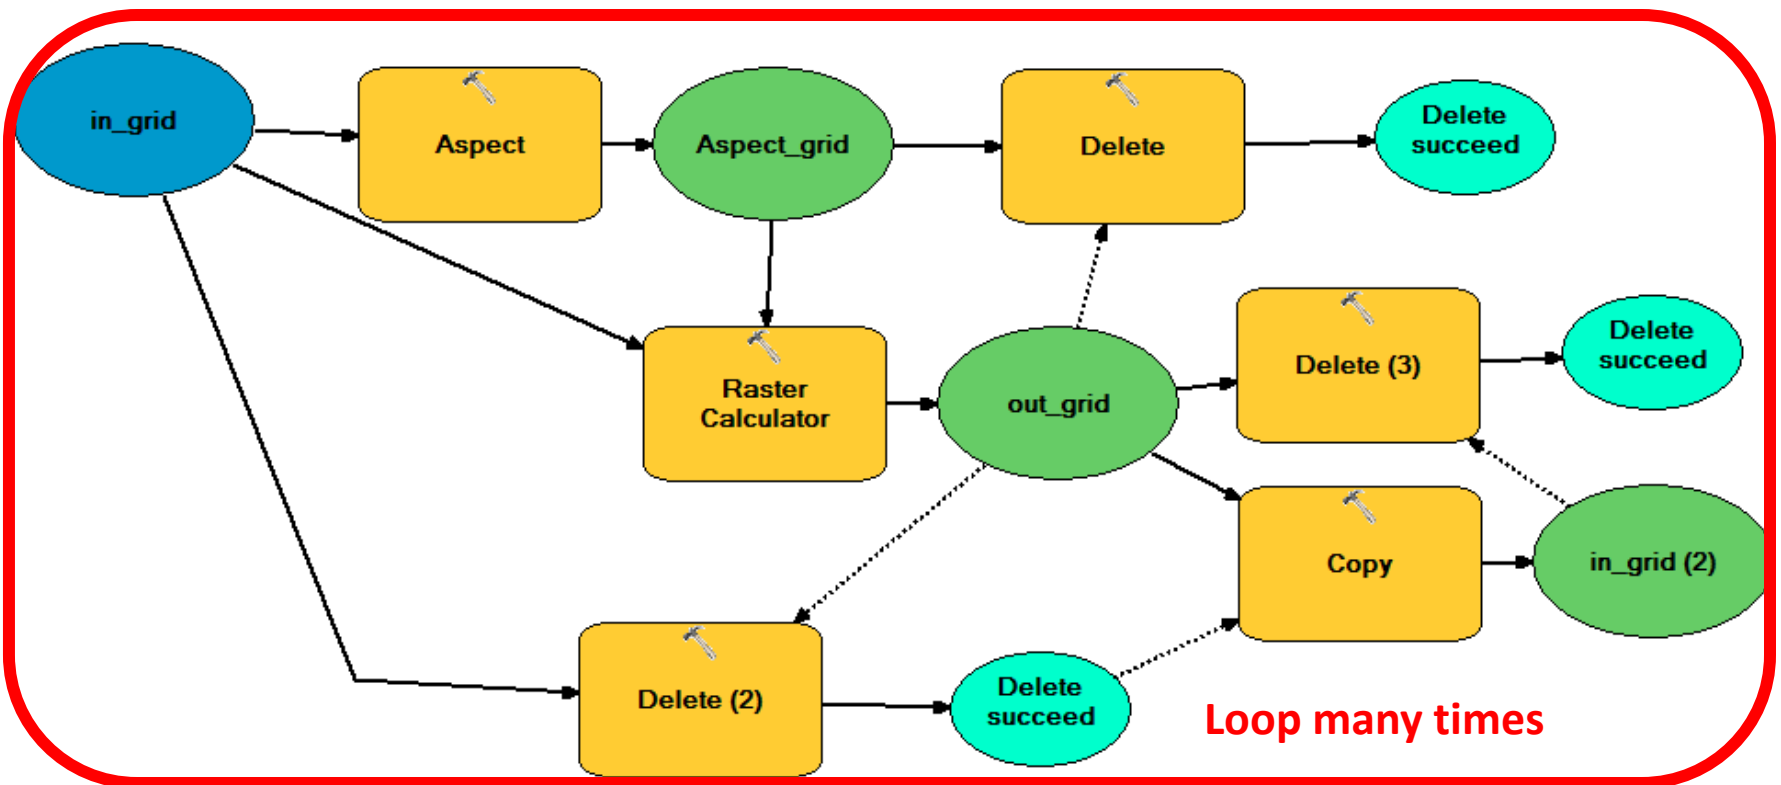 in_grid
Aspect
Aspect_grid
Delete
Delete
succeed
Raster
Calculator
out_grid
Delete (3)
Delete
succeed
Copy
in_grid (2)
Delete (2)
Delete
succeed
Loop many times